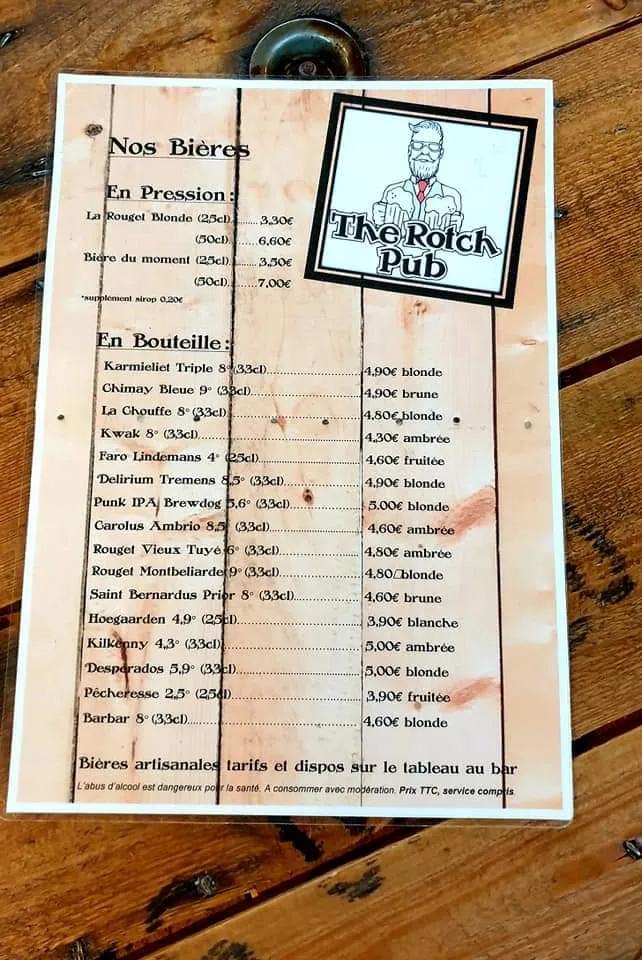 The Rotch
Pub
Nos Bières
En Pression :
La Rouget Blonde (25cl)..........3,30€
(50cl)..........6,60€
Bière du moment (25cl)..........3,50€
(50cl)..........7,00€
*supplément sirop 0,20€
En Bouteille :
Karmieliet Triple 8° (33cl)..........4,90€ blonde
Chimay Bleue 9° (33cl)..........4,90€ brune
La Chouffe 8° (33cl)..........4,80€ blonde
Kwak 8° (33cl)..........4,30€ ambrée
Faro Lindemans 4° (25cl)..........4,60€ fruitée
Delirium Tremens 8,5° (33cl)..........4,90€ blonde
Punk IPA Brewdog 5,6° (33cl)..........5.00€ blonde
Carolus Ambrio 8,5 (33cl)..........4,60€ ambrée
Rouget Vieux Tuyé 6° (33cl)..........4,80€ ambrée
Rouget Montbeliarde 9° (33cl)..........4,80□blonde
Saint Bernardus Prior 8° (33cl)..........4,60€ brune
Hoegaarden 4,9° (25cl)..........3,90€ blanche
Kilkenny 4,3° (33cl)..........5,00€ ambrée
Desperados 5,9° (33cl)..........5,00€ blonde
Pécheresse 2,5° (25cl)..........3,90€ fruitée
Barbar 8° (33cl)..........4,60€ blonde
Bières artisanales tarifs et dispos sur le tableau au bar
L'abus d'alcool est dangereux pour la santé. A consommer avec modération. Prix TTC, service compris